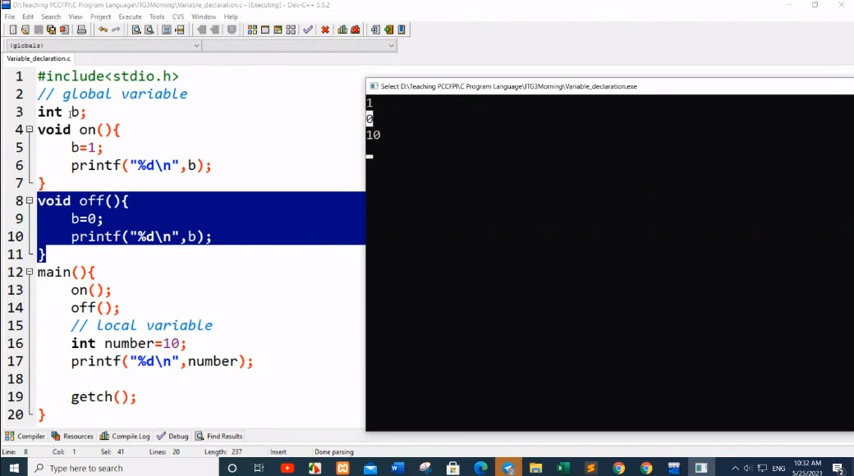 D:\Teaching PCCFPI\C Program Language\ITG3Morning\Variable_declaration.c - [Executing] - Dev-C++ 5.5.2
File Edit Search View Project Execute Tools CVS Window Help
(globals)
Variable_declaration.c
1 #include<stdio.h>
2 // global variable
3 int b;
4 void on(){
5 b=1;
6 printf("%d\n",b);
7 }
8 void off(){
9 b=0;
10 printf("%d\n",b);
11 }
12 main(){
13 on();
14 off();
15 // local variable
16 int number=10;
17 printf("%d\n",number);
18
19 getch();
20 }
Select D:\Teaching PCCFPI\C Program Language\ITG3Morning\Variable_declaration.exe
1
0
10
Compiler Resources Compile Log Debug Find Results
Line: 8 Col: 1 Sel: 41 Lines: 20 Length: 237 Insert Done parsing
Type here to search
ENG
10:32 AM
5/25/2021